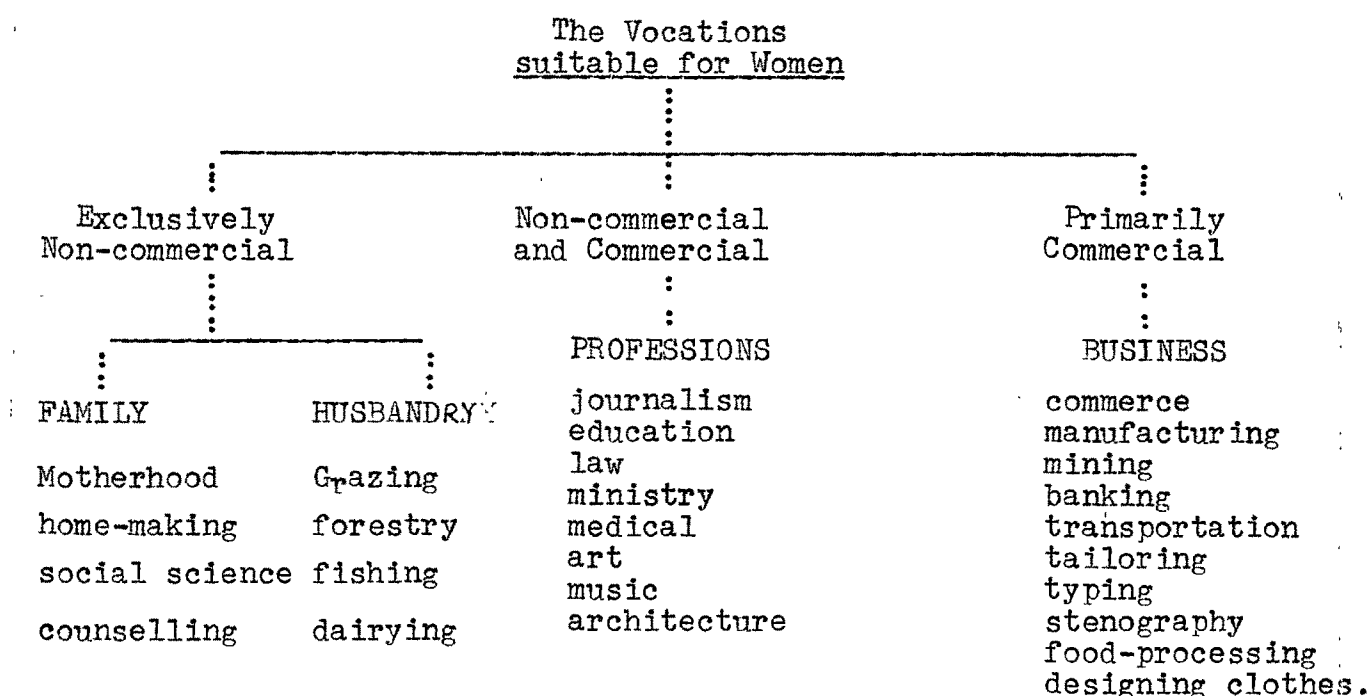 The Vocations
suitable for Women
Exclusively
Non-commercial
Non-commercial
and Commercial
Primarily
Commercial
FAMILY
Motherhood
home-making
social science
counselling
HUSBANDRY
Grazing
forestry
fishing
dairying
PROFESSIONS
journalism
education
law
ministry
medical
art
music
architecture
BUSINESS
commerce
manufacturing
mining
banking
transportation
tailoring
typing
stenography
food-processing
designing clothes.